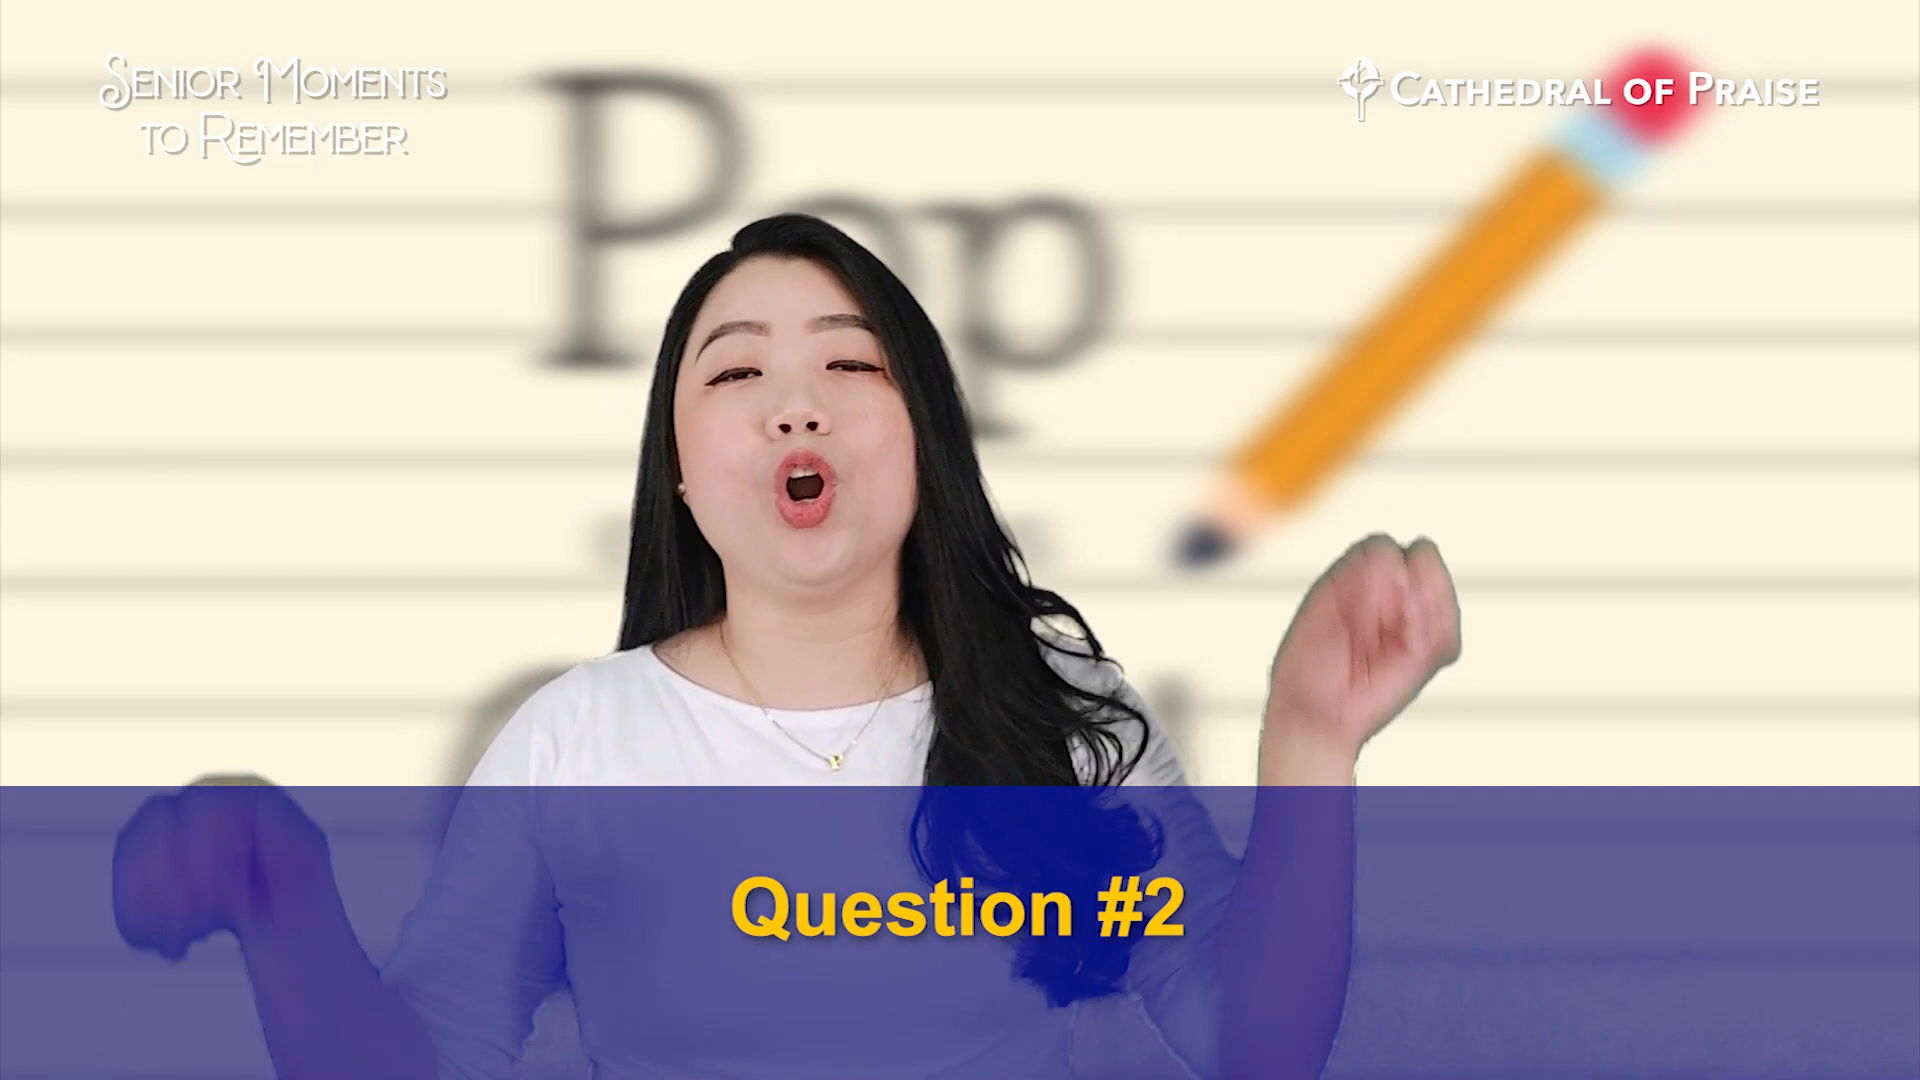 Senior Moments
to Remember
Cathedral of Praise
Pop
P
Question #2